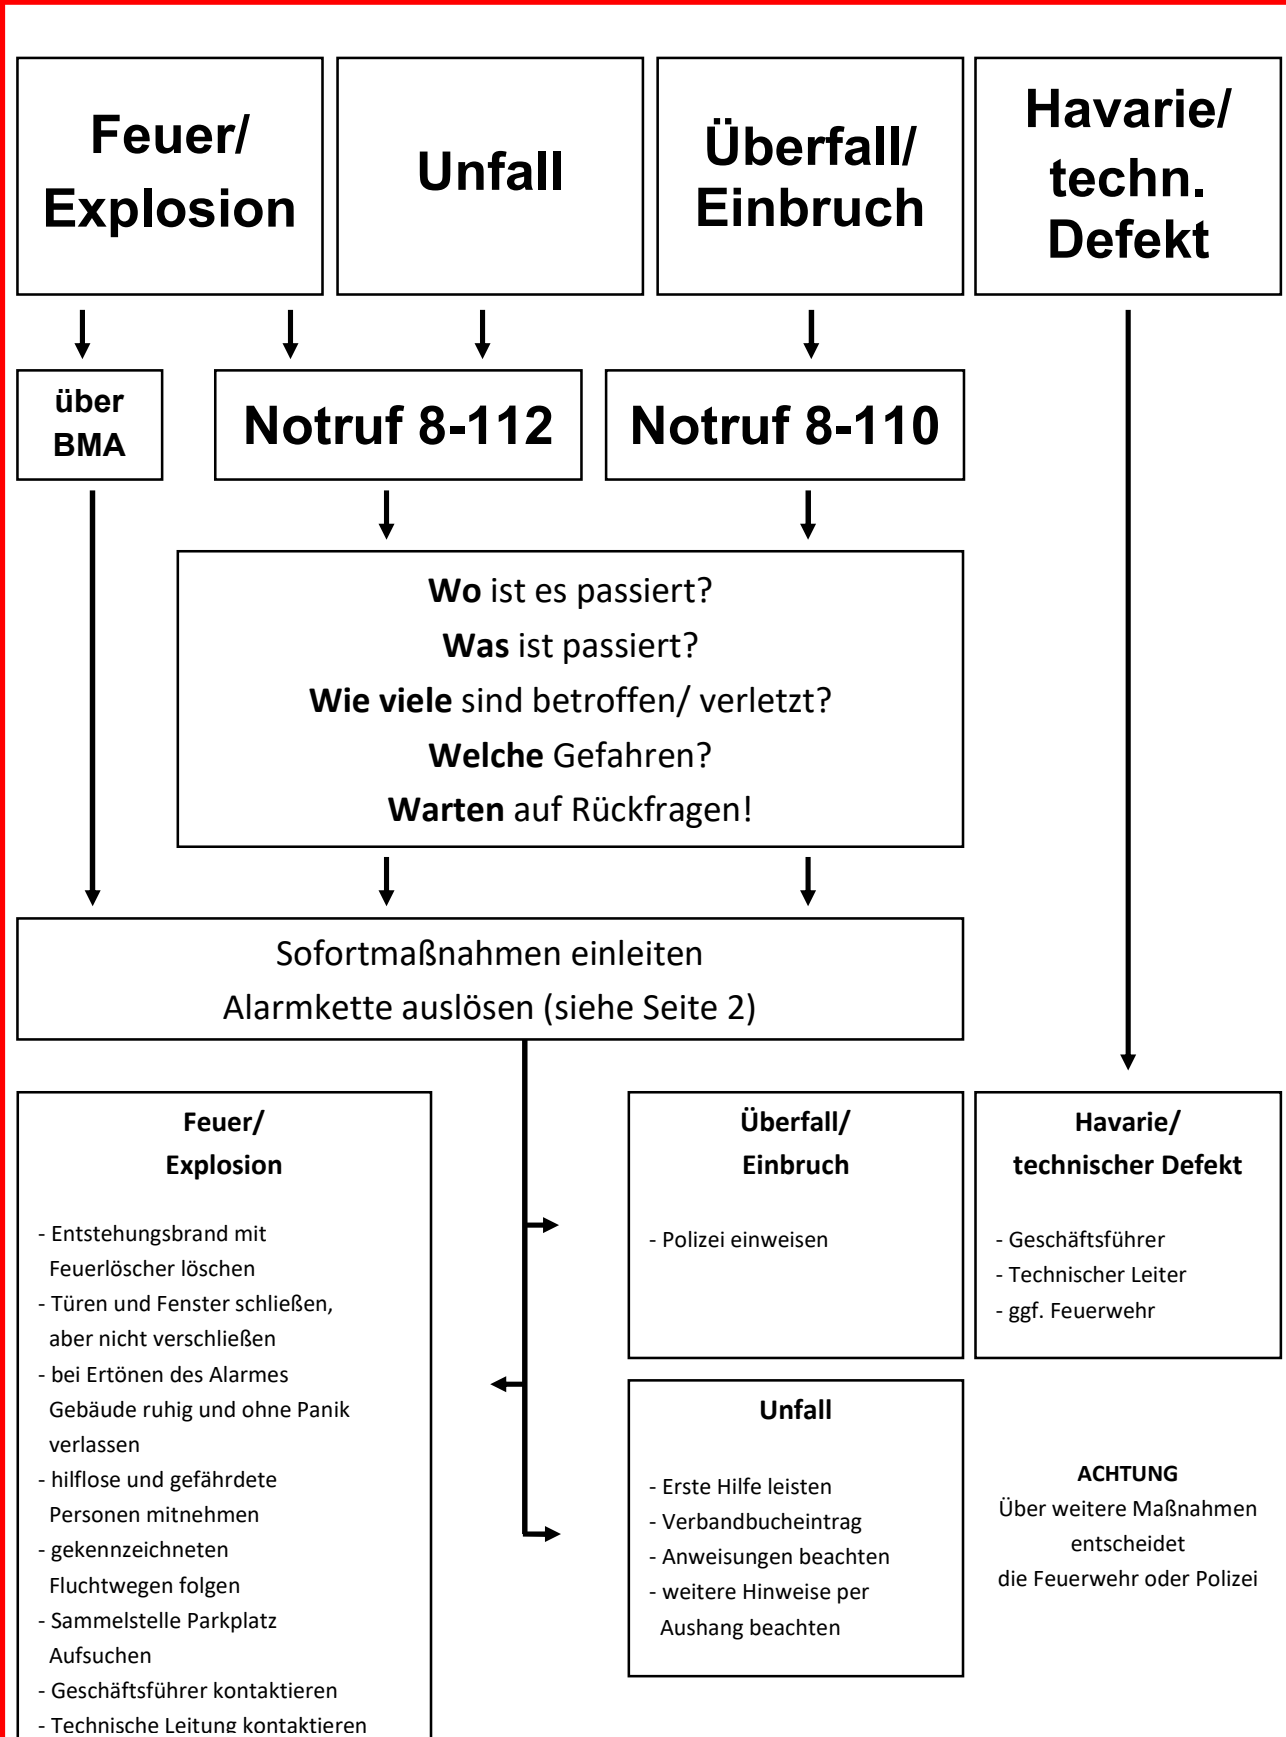 Feuer/
Explosion
Unfall
Überfall/
Einbruch
Havarie/
techn.
Defekt
über
BMA
Notruf 8-112
Notruf 8-110
Wo ist es passiert?
Was ist passiert?
Wie viele sind betroffen/ verletzt?
Welche Gefahren?
Warten auf Rückfragen!
Sofortmaßnahmen einleiten
Alarmkette auslösen (siehe Seite 2)
Feuer/
Explosion
- Entstehungsbrand mit
Feuerlöscher löschen
- Türen und Fenster schließen,
aber nicht verschließen
- bei Ertönen des Alarmes
Gebäude ruhig und ohne Panik
verlassen
- hilflose und gefährdete
Personen mitnehmen
- gekennzeichneten
Fluchtwegen folgen
- Sammelstelle Parkplatz
Aufsuchen
- Geschäftsführer kontaktieren
- Technische Leitung kontaktieren
Überfall/
Einbruch
- Polizei einweisen
Unfall
- Erste Hilfe leisten
- Verbandbucheintrag
- Anweisungen beachten
- weitere Hinweise per
Aushang beachten
Havarie/
technischer Defekt
- Geschäftsführer
- Technischer Leiter
- ggf. Feuerwehr
ACHTUNG
Über weitere Maßnahmen
entscheidet
die Feuerwehr oder Polizei